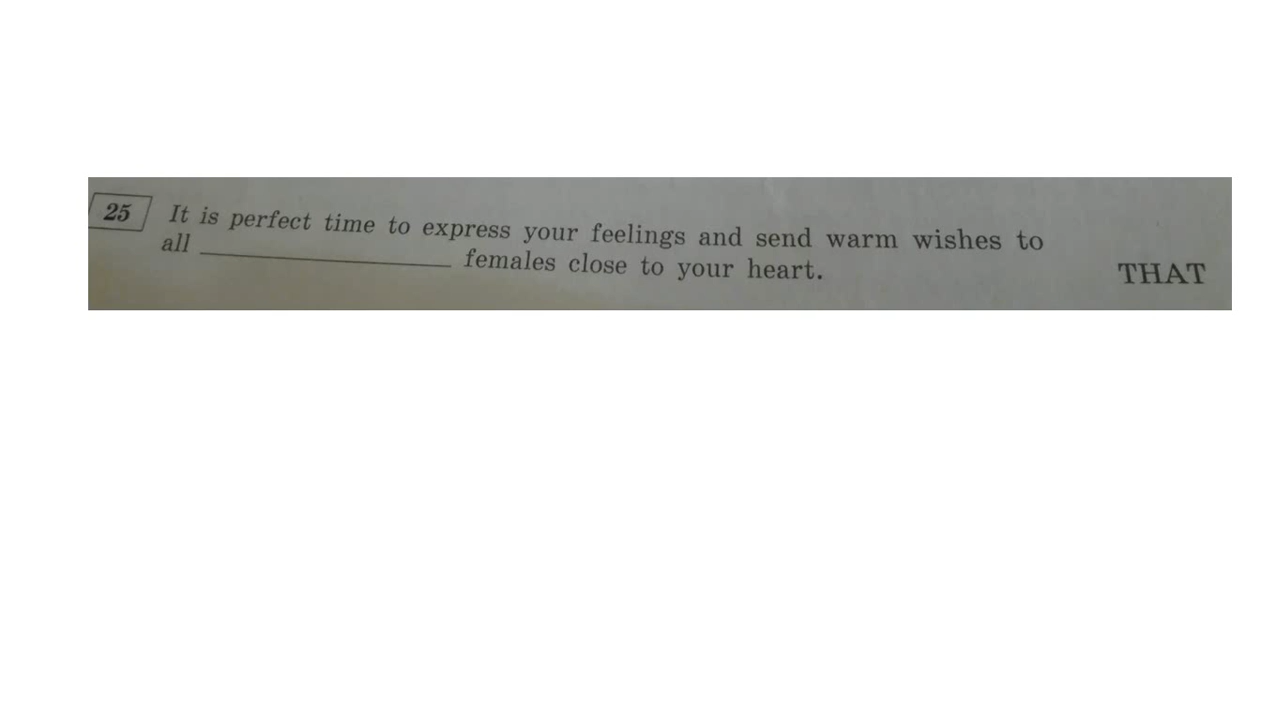 25 It is perfect time to express your feelings and send warm wishes to
all ____________ females close to your heart.
THAT